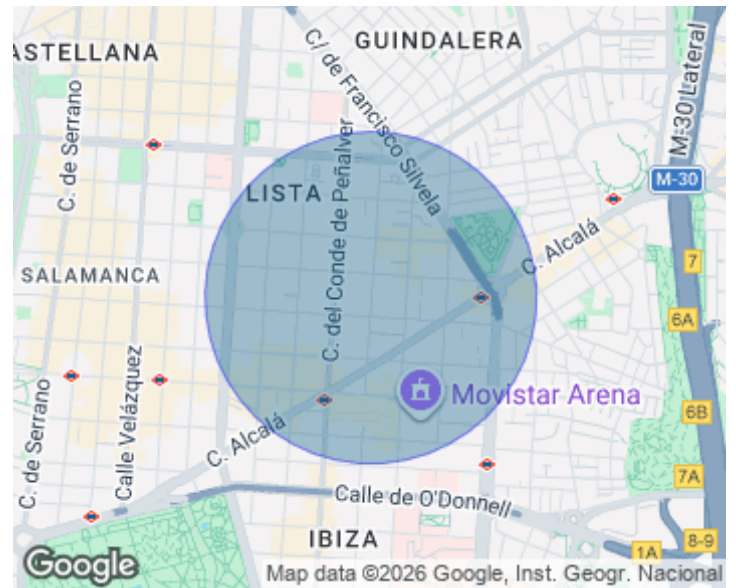 ASTELLANA
GUINDALERA
C/ de Francisco Silvela
M-30 Lateral
C. de Serrano
LISTA
C. del Conde de Peñalver
M-30
C. Alcalá
SALAMANCA
7
6A
Calle Velázquez
Movistar Arena
6B
C. de Serrano
C. Alcalá
7A
Calle de O'Donnell
IBIZA
1A
8-9
Google
Map data ©2026 Google, Inst. Geogr. Nacional